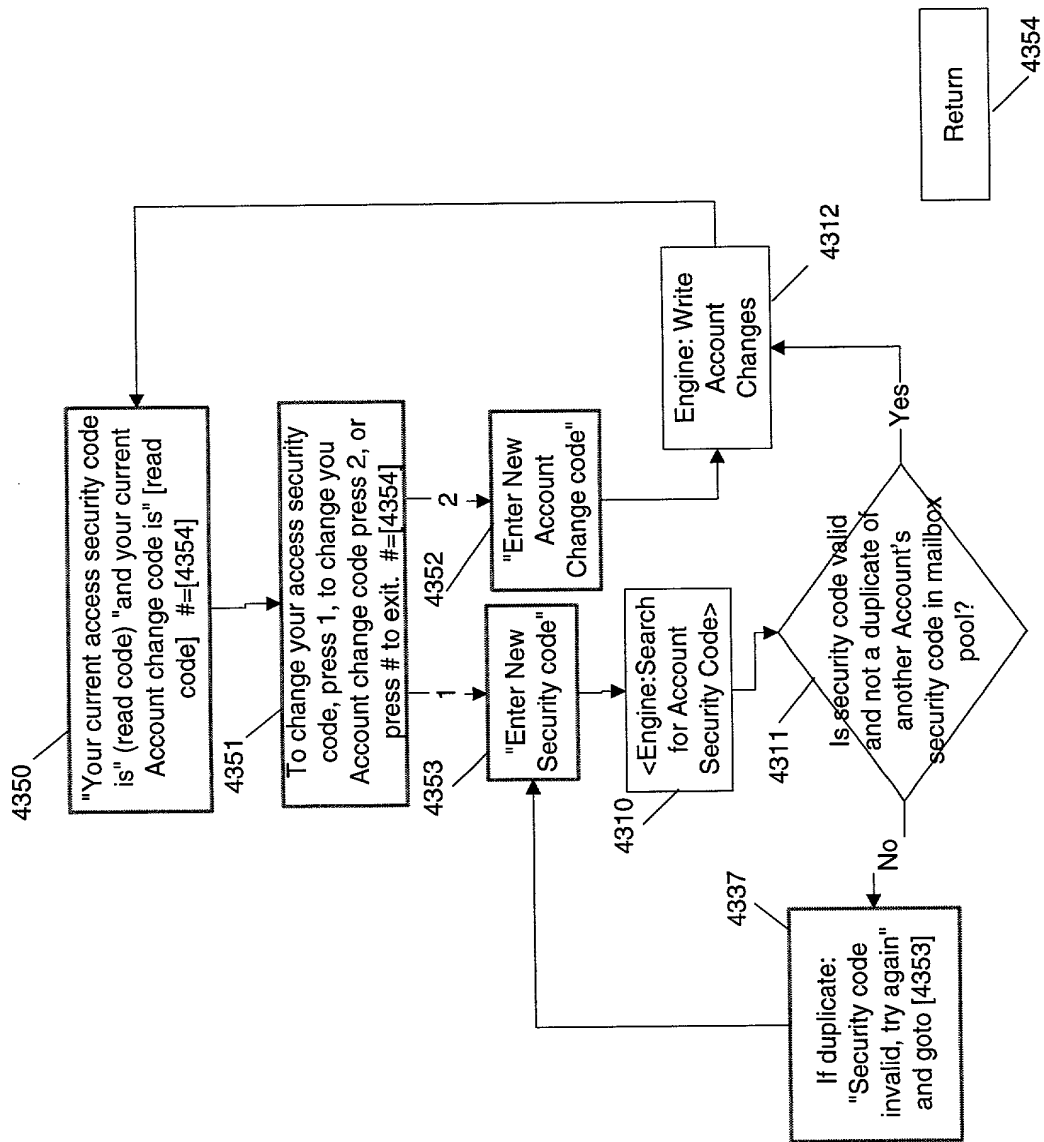 4350
"Your current access security code
is" (read code) "and your current
Account change code is" [read
code]   #=[4354]
4351
To change your access security
code, press 1, to change you
Account change code press 2, or
press # to exit.  #=[4354]
1
2
4353
"Enter New
Security code"
4352
"Enter New
Account
Change code"
4310
<Engine:Search
for Account
Security Code>
Engine: Write
Account
Changes
4312
4311
Is security code valid
and not a duplicate of
another Account's
security code in mailbox
pool?
No
Yes
4337
If duplicate:
"Security code
invalid, try again"
and goto [4353]
Return
4354